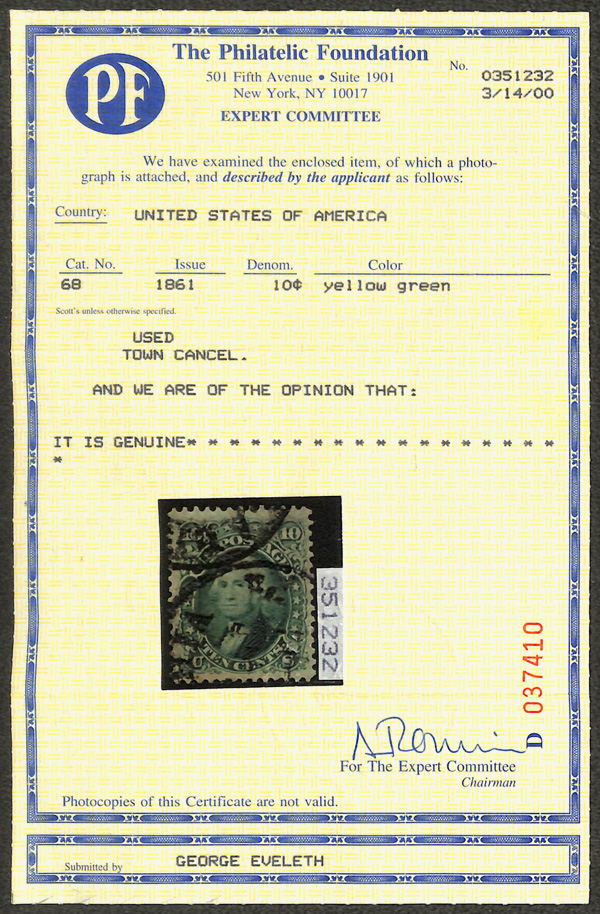 PF
The Philatelic Foundation
501 Fifth Avenue • Suite 1901
New York, NY 10017
EXPERT COMMITTEE
No. 0351232
3/14/00
We have examined the enclosed item, of which a photo-
graph is attached, and described by the applicant as follows:
Country: UNITED STATES OF AMERICA
Cat. No. Issue Denom. Color
68 1861 10¢ yellow green
Scott's unless otherwise specified.
USED
TOWN CANCEL.
AND WE ARE OF THE OPINION THAT:
IT IS GENUINE* * * * * * * * * * * * * * * * * *
*
10
U.S. POSTAGE
TEN CENTS
U S
351232
D 037410
For The Expert Committee
Chairman
Photocopies of this Certificate are not valid.
Submitted by GEORGE EVELETH